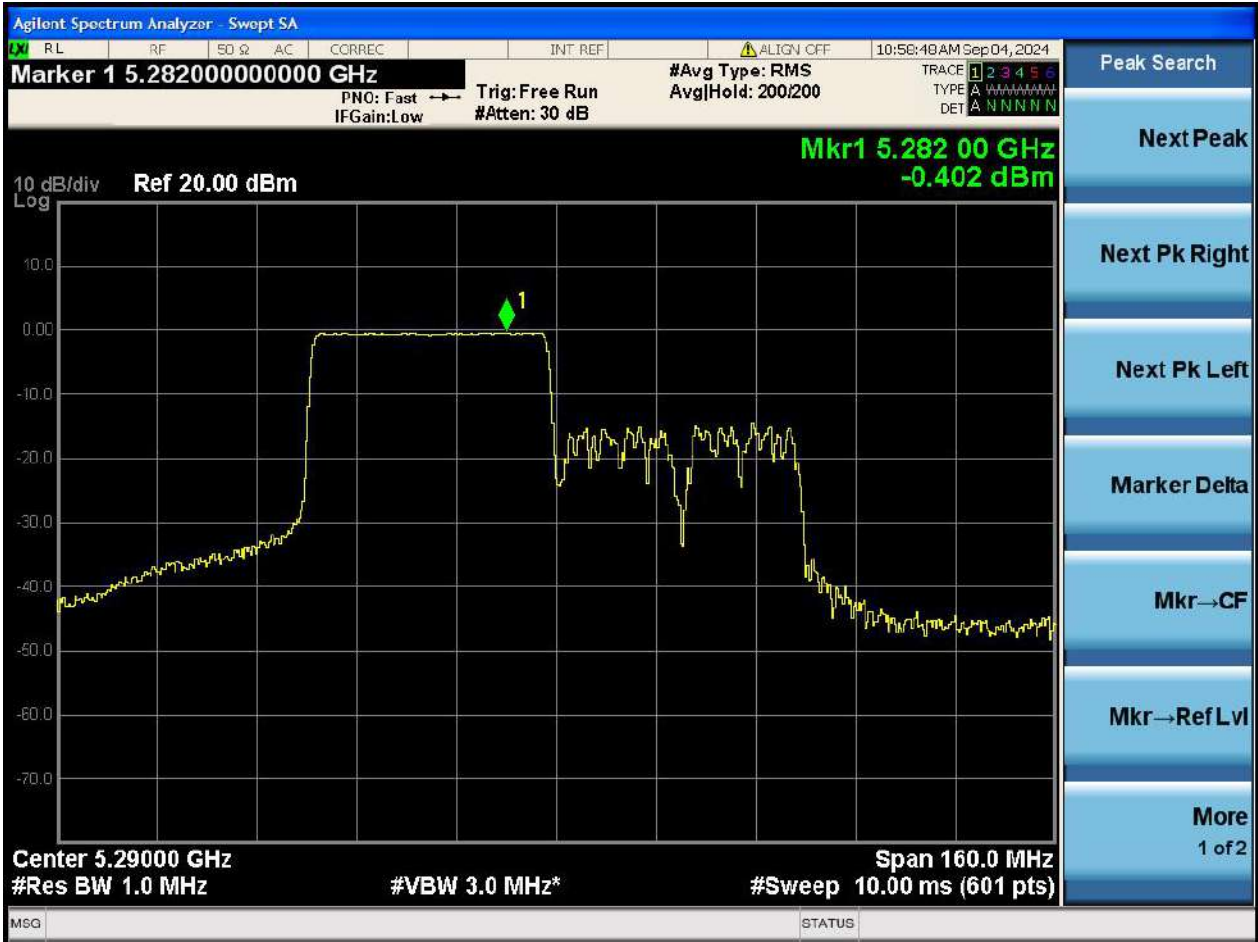 Agilent Spectrum Analyzer - Swept SA
LXI RL RF 50 Ω AC CORREC INT REF ALIGN OFF 10:58:48 AM Sep 04, 2024
Marker 1 5.282000000000 GHz
PNO: Fast
IFGain:Low
Trig: Free Run
#Atten: 30 dB
#Avg Type: RMS
Avg|Hold: 200/200
TRACE 1 2 3 4 5 6
TYPE A WWWWWW
DET A N N N N N
Mkr1 5.282 00 GHz
-0.402 dBm
10 dB/div Ref 20.00 dBm
Log
10.0
0.00
-10.0
-20.0
-30.0
-40.0
-50.0
-60.0
-70.0
1
Center 5.29000 GHz Span 160.0 MHz
#Res BW 1.0 MHz #VBW 3.0 MHz* #Sweep 10.00 ms (601 pts)
MSG STATUS
Peak Search
Next Peak
Next Pk Right
Next Pk Left
Marker Delta
Mkr→CF
Mkr→Ref Lvl
More
1 of 2